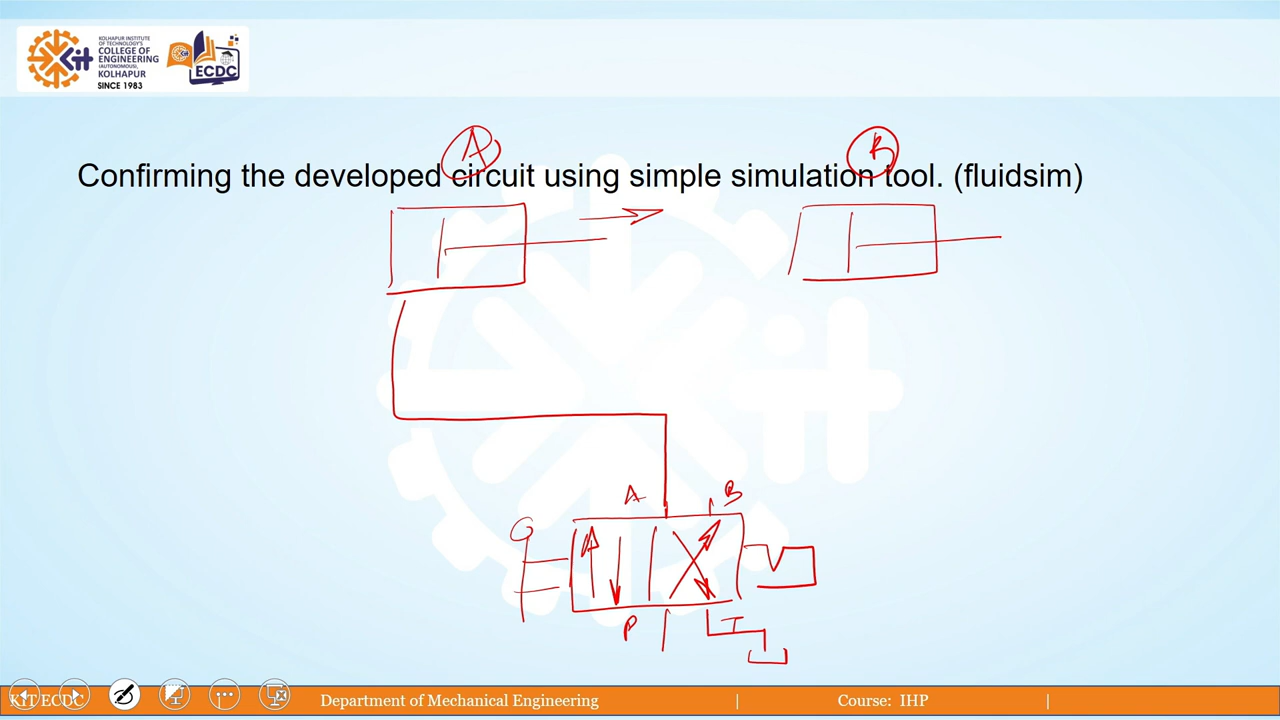 KOLHAPUR INSTITUTE
OF TECHNOLOGY'S
COLLEGE OF
ENGINEERING
(AUTONOMOUS),
KOLHAPUR
SINCE 1983
Kit
ECDC
A
B
Confirming the developed circuit using simple simulation tool. (fluidsim)
A
B
P
T
KIT ECDC
Department of Mechanical Engineering
|
Course: IHP
|